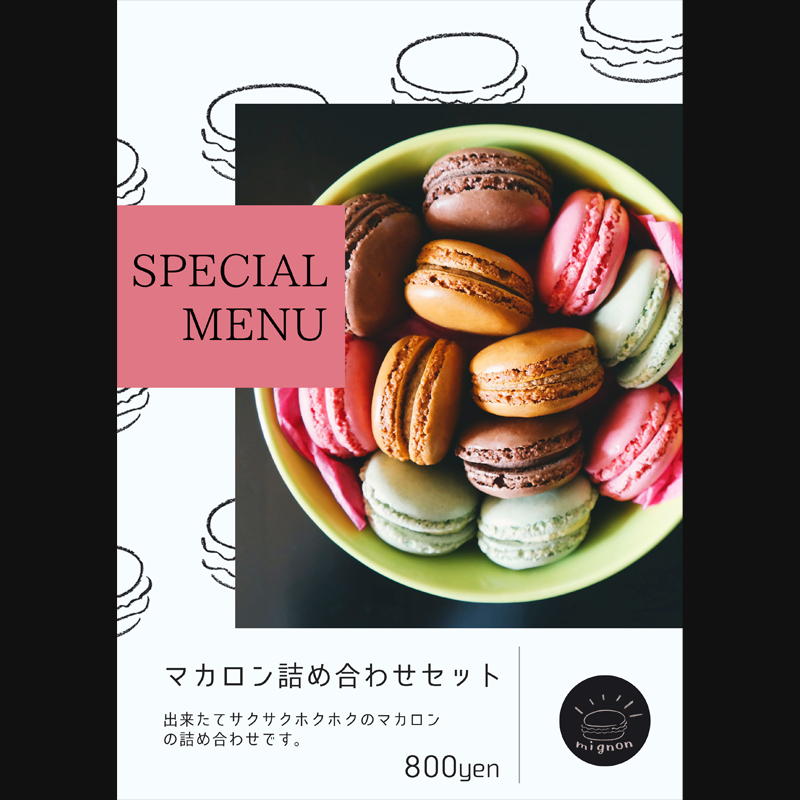 SPECIAL
MENU
マカロン詰め合わせセット
出来たてサクサクホクホクのマカロン
の詰め合わせです。
800yen
mignon